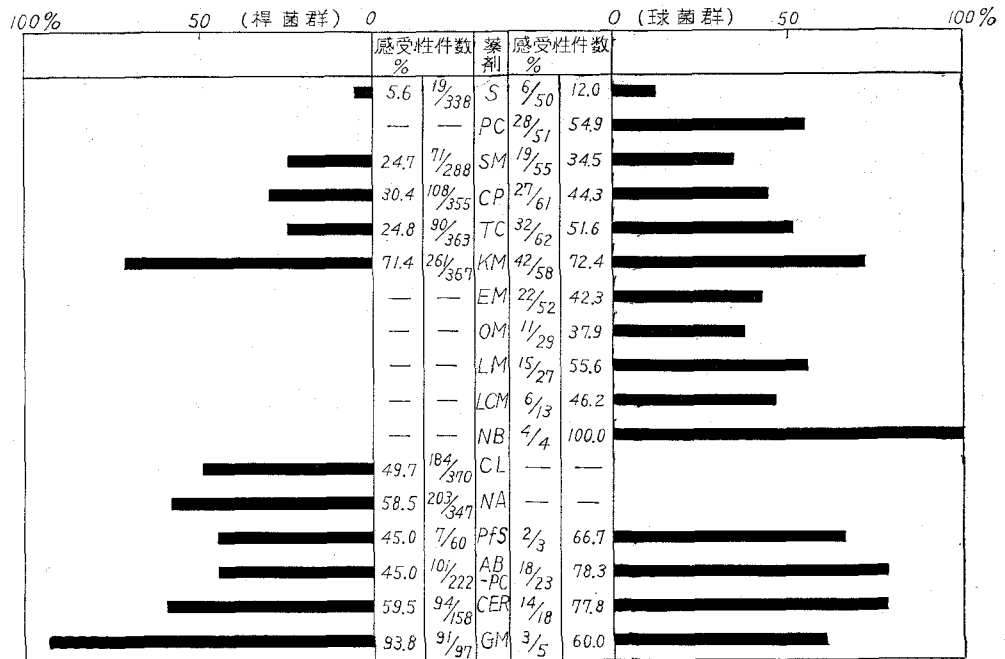 100% 50 (桿菌群) 0 0 (球菌群) 50 100%
感受性件数 薬剤 感受性件数
% %
5.6 19/338 S 6/50 12.0
— — PC 28/51 54.9
24.7 71/288 SM 19/55 34.5
30.4 108/355 CP 27/61 44.3
24.8 90/363 TC 32/62 51.6
71.4 261/367 KM 42/58 72.4
— — EM 22/52 42.3
— — OM 11/29 37.9
— — LM 15/27 55.6
— — LCM 6/13 46.2
— — NB 4/4 100.0
49.7 184/370 CL — —
58.5 203/347 NA — —
45.0 7/60 PfS 2/3 66.7
45.0 101/222 AB-PC 18/23 78.3
59.5 94/158 CER 14/18 77.8
93.8 91/97 GM 3/5 60.0